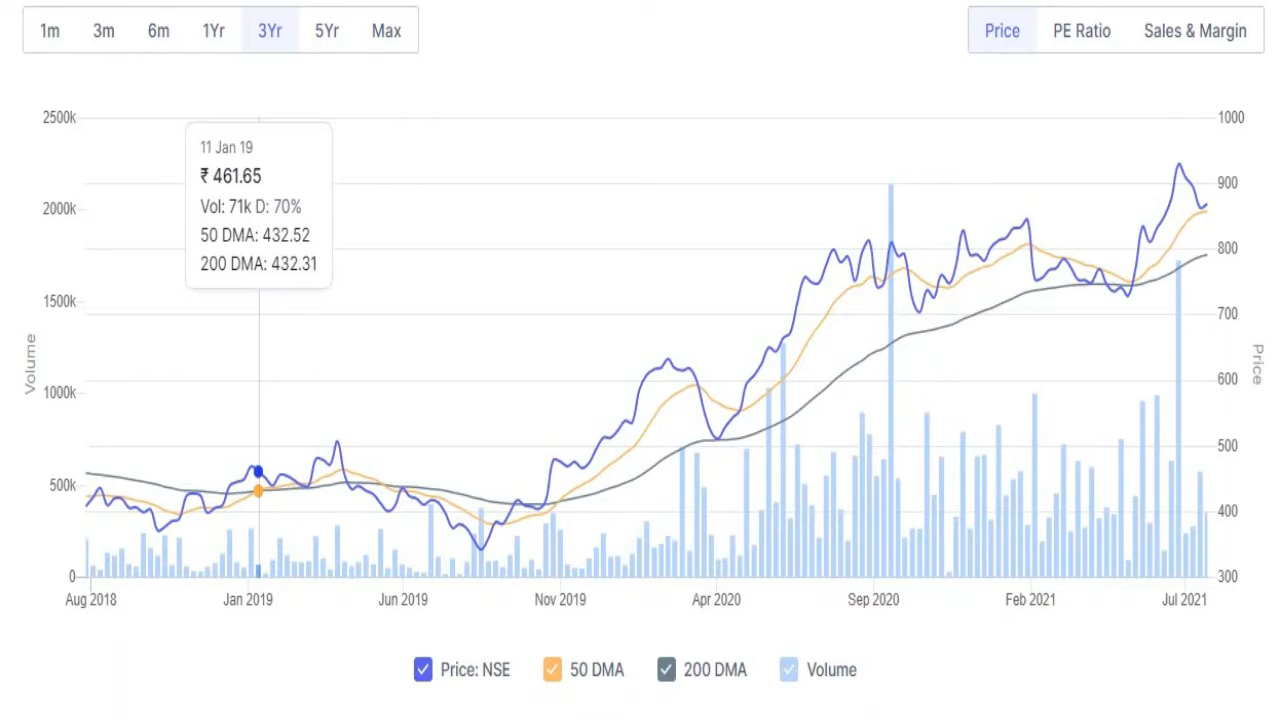 1m 3m 6m 1Yr 3Yr 5Yr Max
Price PE Ratio Sales & Margin
2500k
2000k
1500k
1000k
500k
0
Volume
11 Jan 19
₹ 461.65
Vol: 71k D: 70%
50 DMA: 432.52
200 DMA: 432.31
1000
900
800
700
600
500
400
300
Price
Aug 2018 Jan 2019 Jun 2019 Nov 2019 Apr 2020 Sep 2020 Feb 2021 Jul 2021
Price: NSE 50 DMA 200 DMA Volume